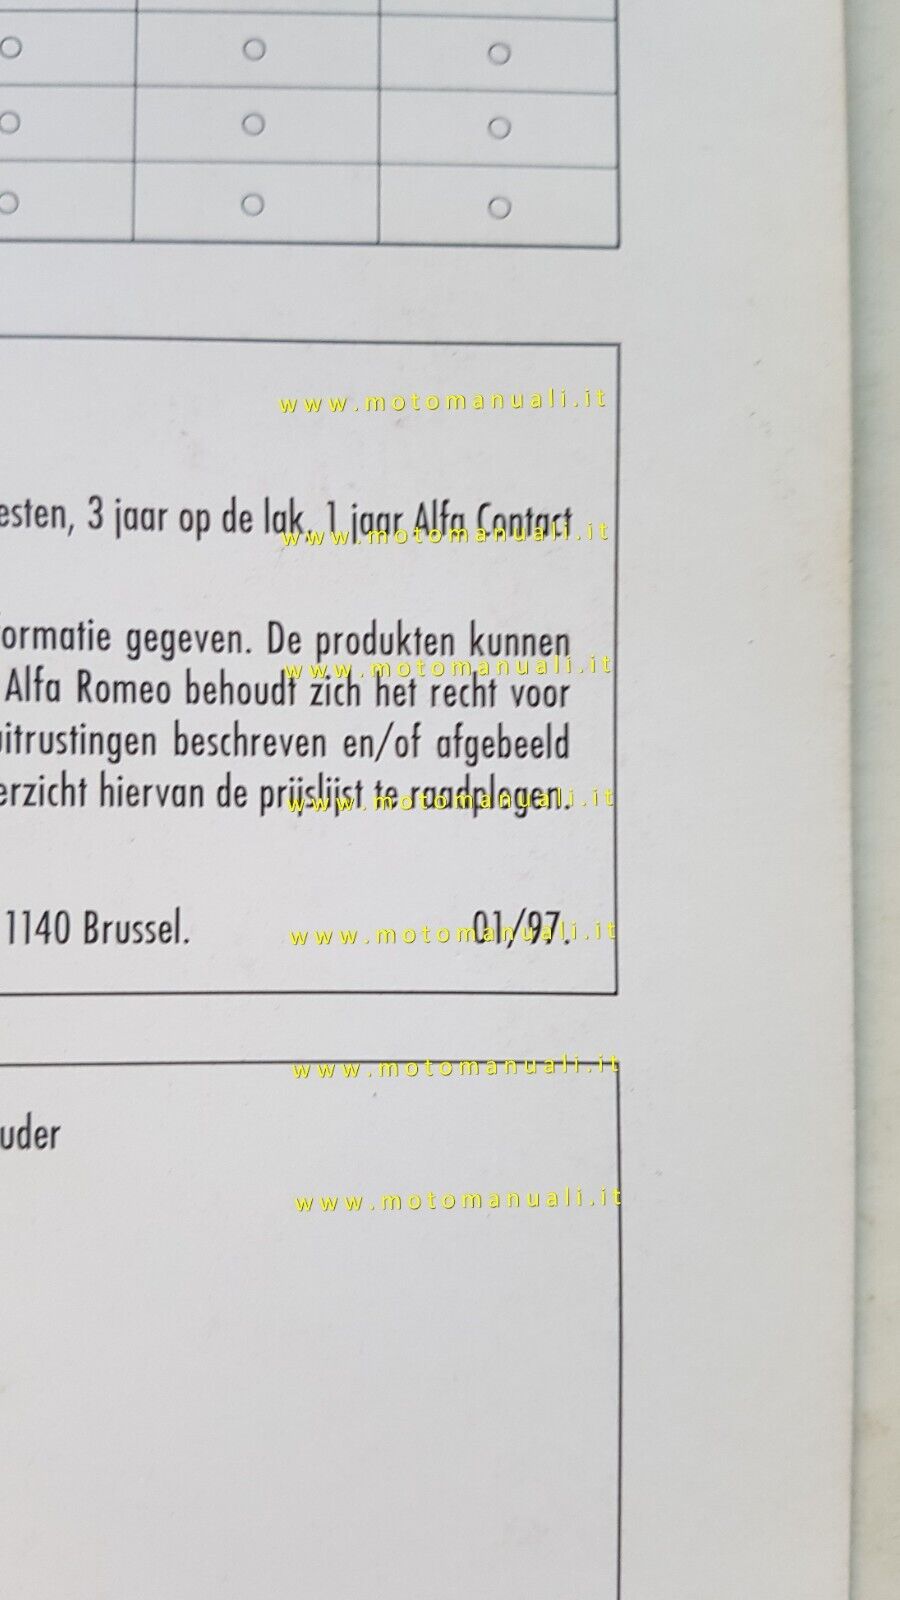 www.motomanuali.it
esten, 3 jaar op de lak, 1 jaar Alfa Contact
www.motomanuali.it
ormatie gegeven. De produkten kunnen
www.motomanuali.it
Alfa Romeo behoudt zich het recht voor
uitrustingen beschreven en/of afgebeeld
erzicht hiervan de prijslijst te raadplegen.
www.motomanuali.it
1140 Brussel. 01/97.
www.motomanuali.it
www.motomanuali.it
uder
www.motomanuali.it